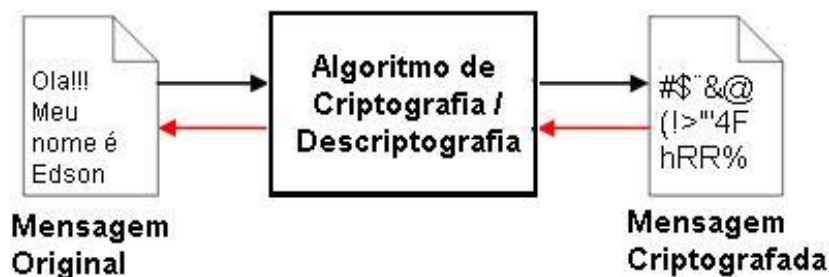 Ola!!!
Meu
nome é
Edson
Mensagem
Original
Algoritmo de
Criptografia /
Descriptografia
#$¨&@
(!>"'4F
hRR%
Mensagem
Criptografada